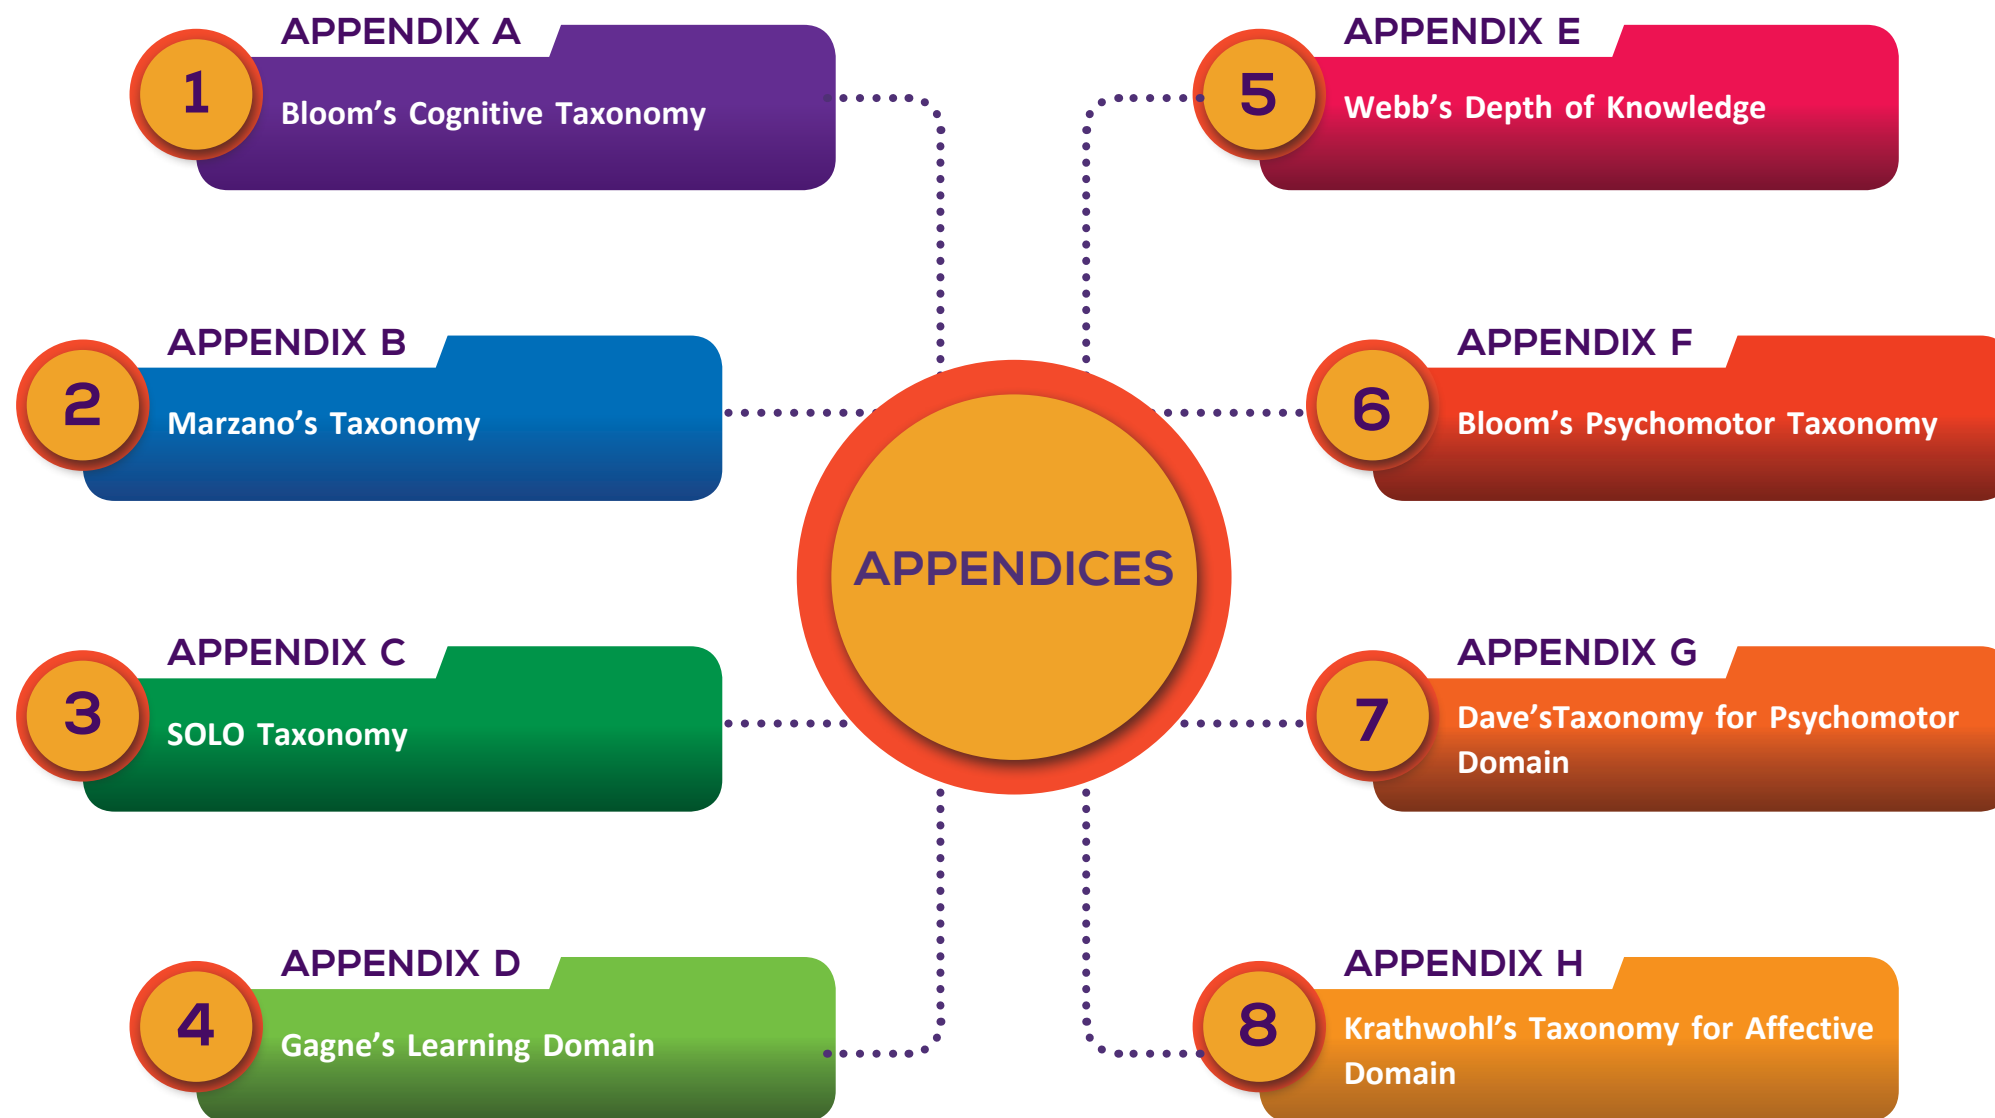 APPENDIX A
1
Bloom’s Cognitive Taxonomy
APPENDIX B
2
Marzano’s Taxonomy
APPENDIX C
3
SOLO Taxonomy
APPENDIX D
4
Gagne’s Learning Domain
APPENDICES
APPENDIX E
5
Webb’s Depth of Knowledge
APPENDIX F
6
Bloom’s Psychomotor Taxonomy
APPENDIX G
7
Dave’sTaxonomy for Psychomotor
Domain
APPENDIX H
8
Krathwohl’s Taxonomy for Affective
Domain